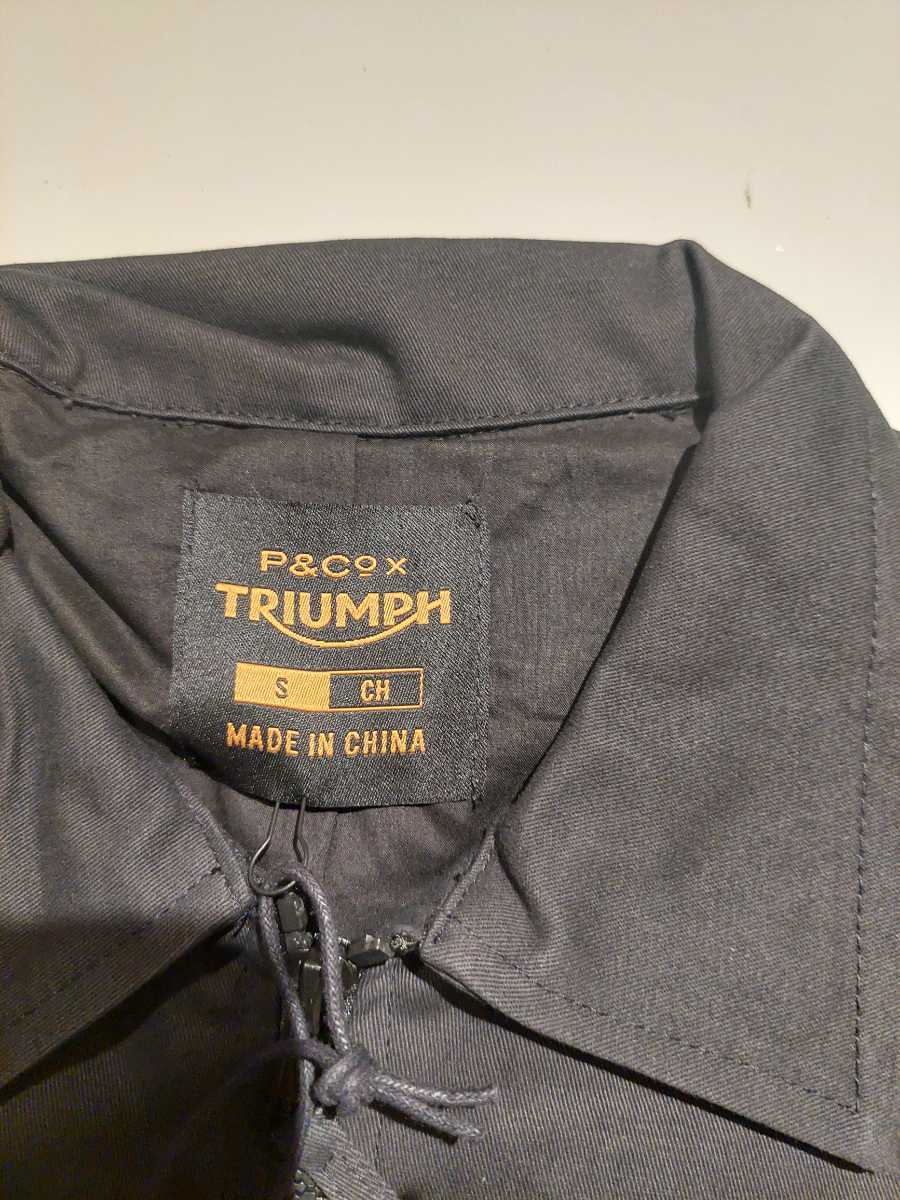 P&Co x
TRIUMPH
S CH
MADE IN CHINA